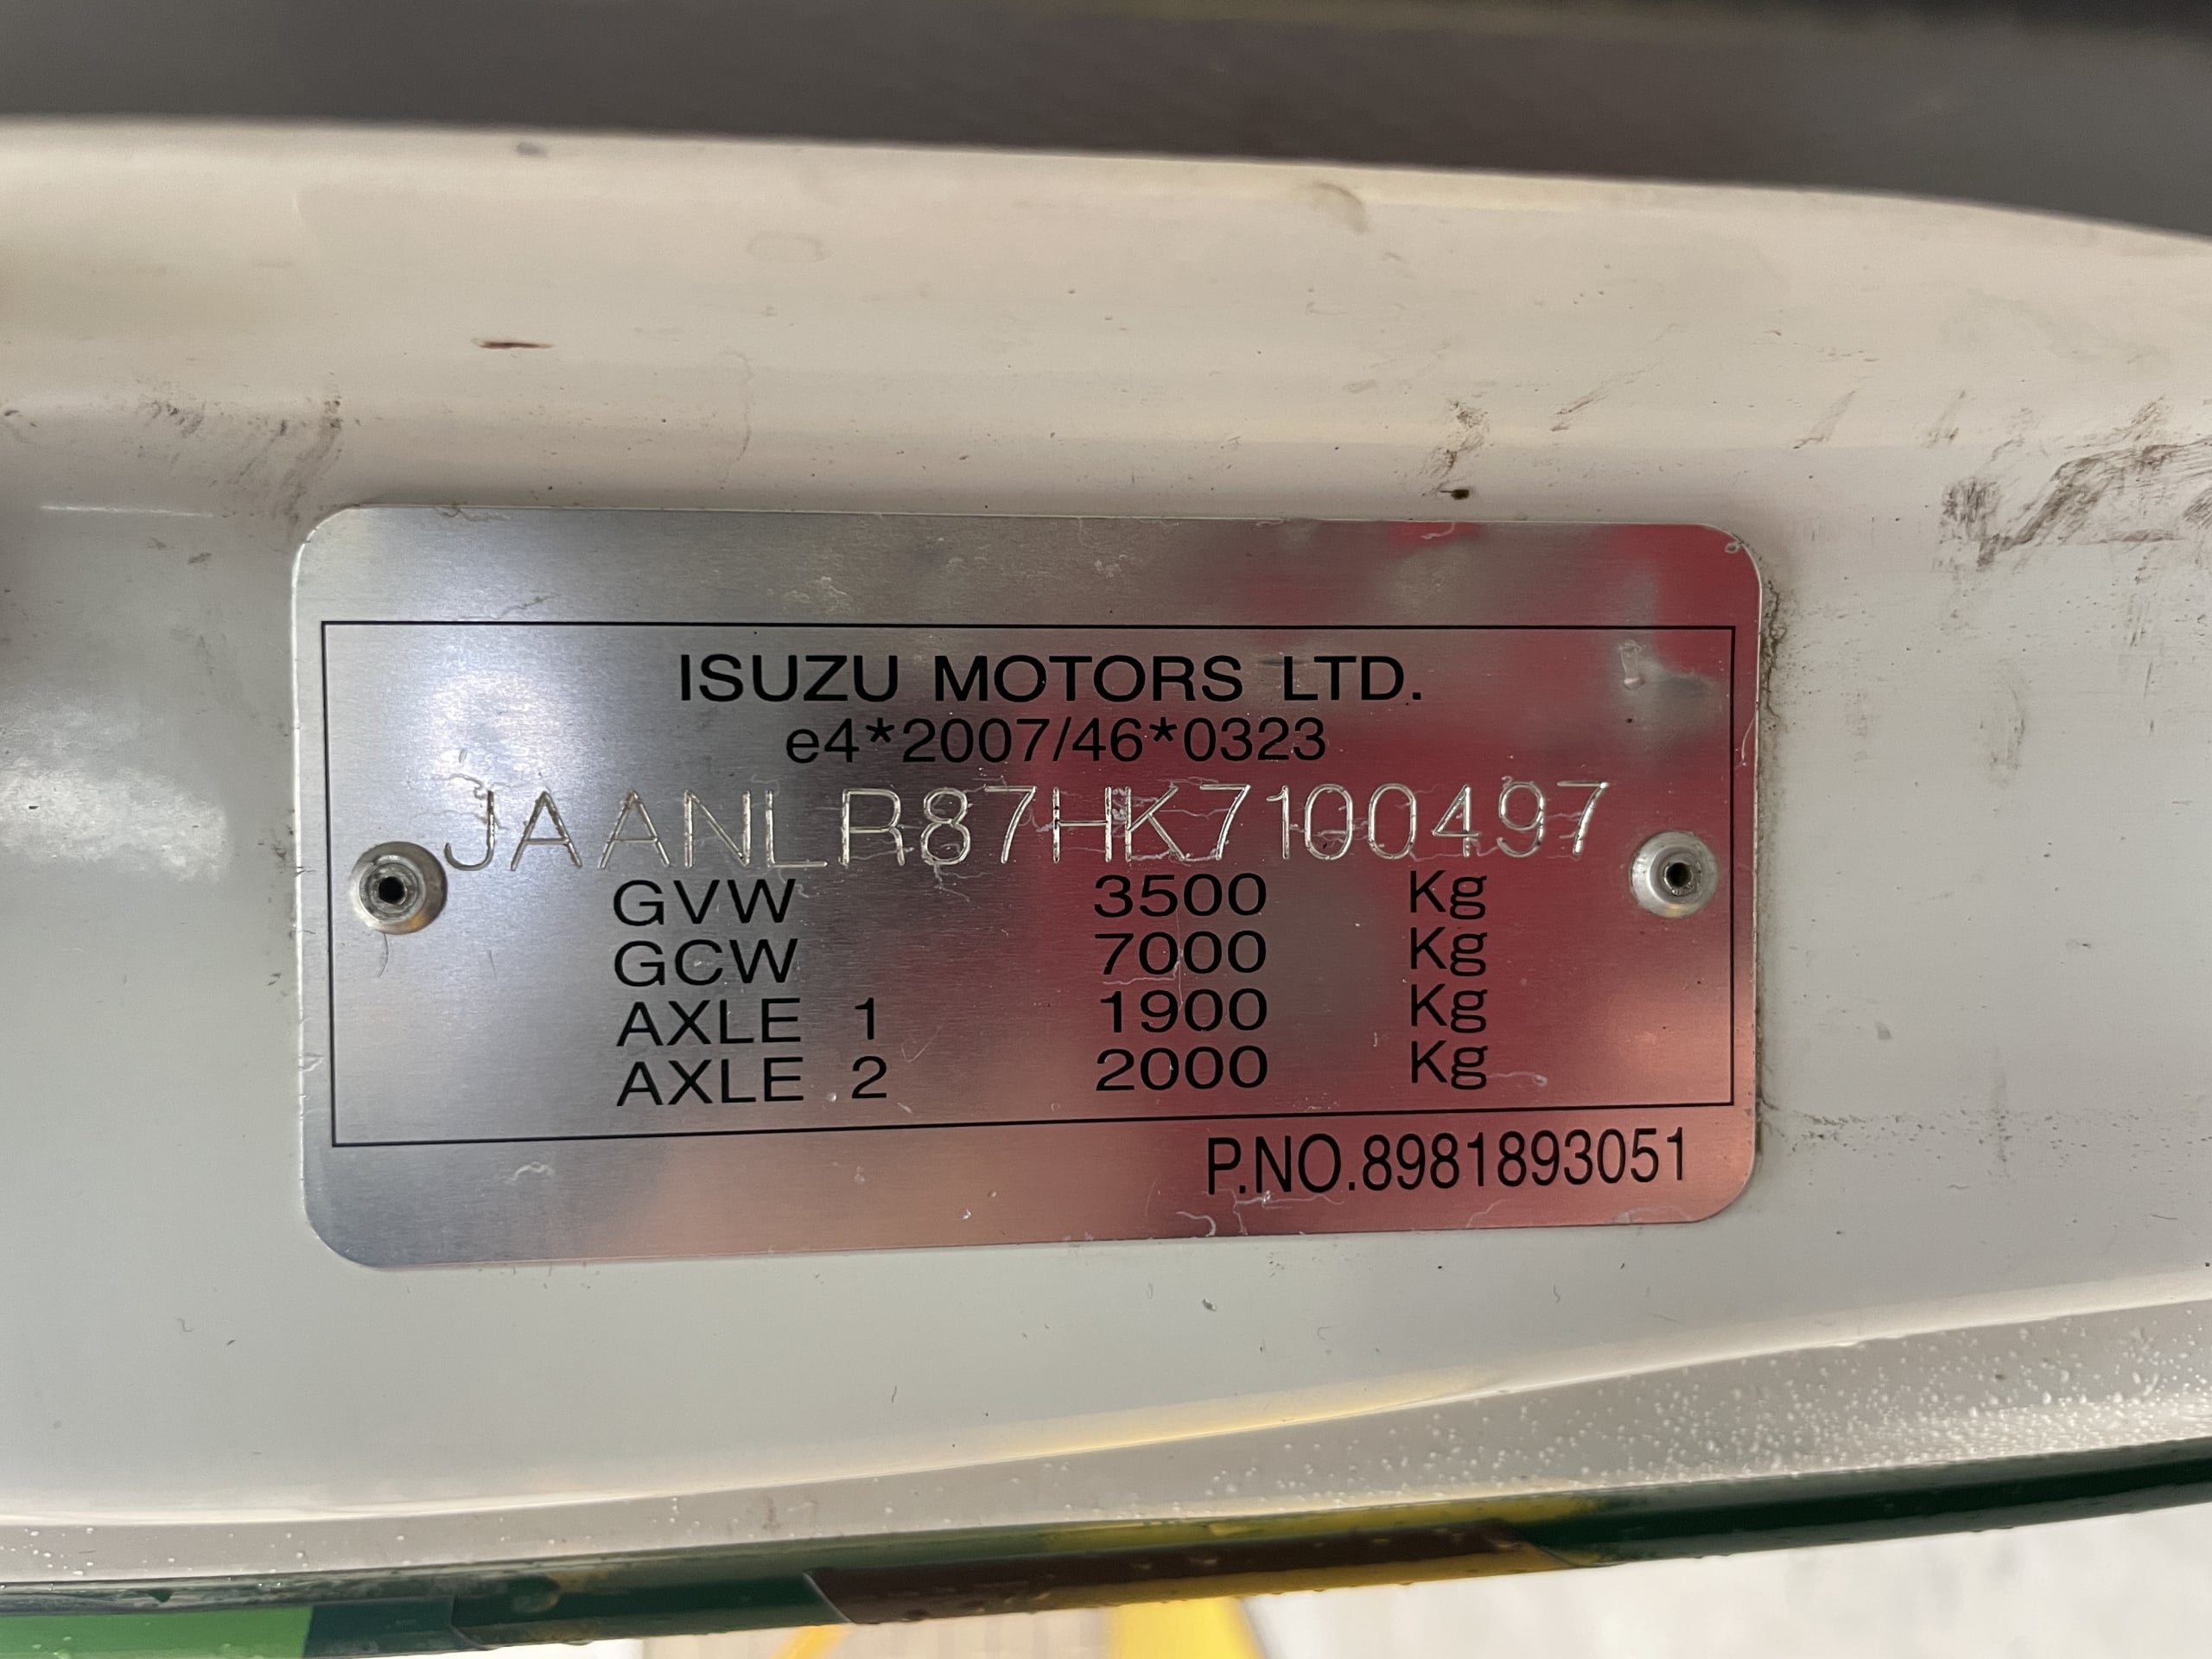 ISUZU MOTORS LTD.
e4*2007/46*0323
JAANLR87HK7100497
GVW 3500 Kg
GCW 7000 Kg
AXLE 1 1900 Kg
AXLE 2 2000 Kg
P.NO.8981893051